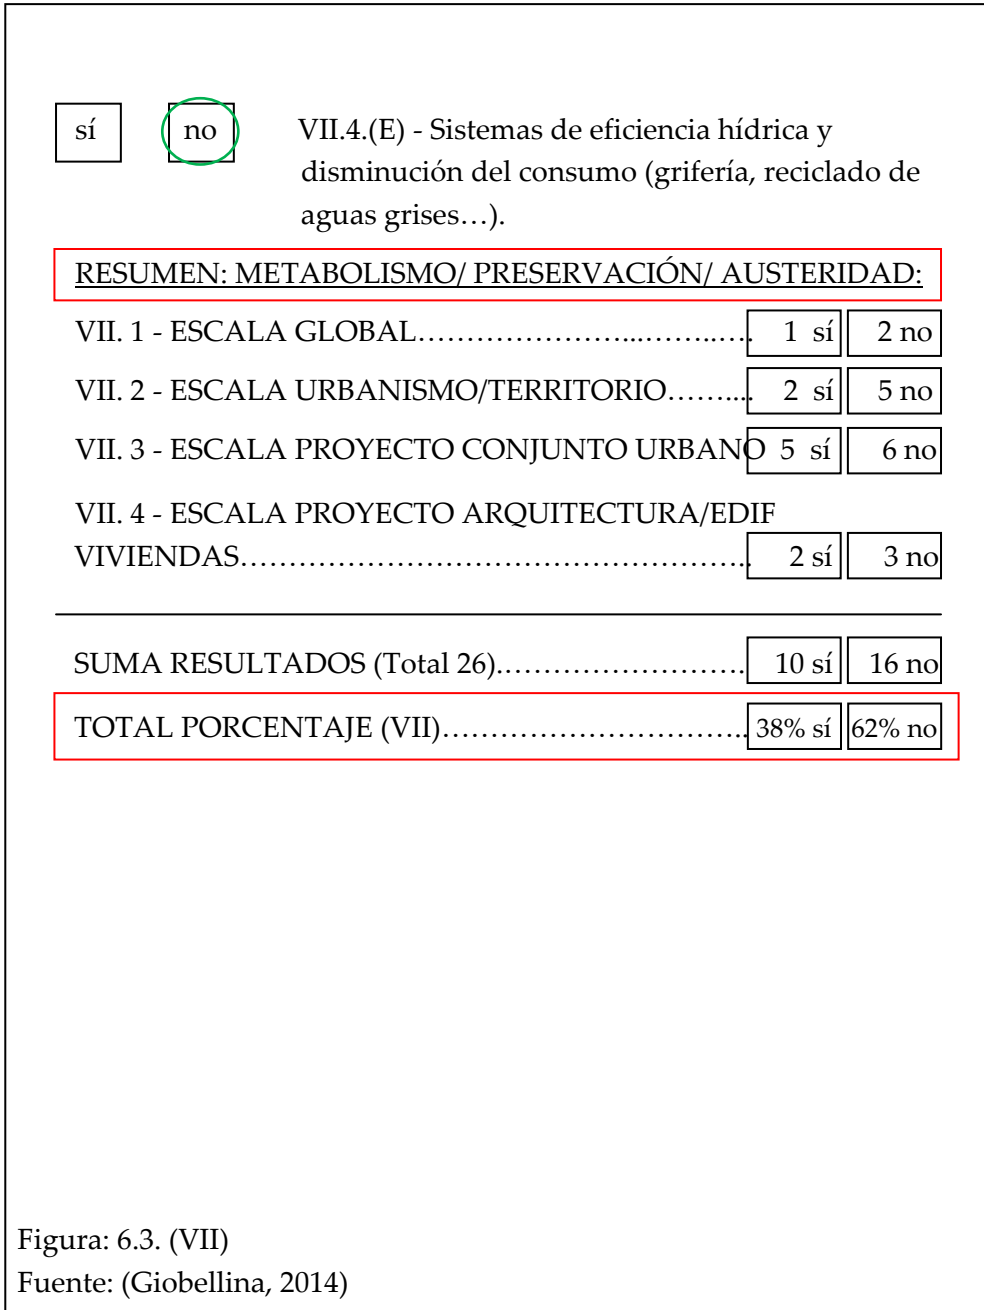 sí no VII.4.(E) - Sistemas de eficiencia hídrica y
disminución del consumo (grifería, reciclado de
aguas grises…).
RESUMEN: METABOLISMO/ PRESERVACIÓN/ AUSTERIDAD:
VII. 1 - ESCALA GLOBAL…………………...……..…. 1 sí 2 no
VII. 2 - ESCALA URBANISMO/TERRITORIO…….... 2 sí 5 no
VII. 3 - ESCALA PROYECTO CONJUNTO URBANO 5 sí 6 no
VII. 4 - ESCALA PROYECTO ARQUITECTURA/EDIF
VIVIENDAS…………………………………………….. 2 sí 3 no
SUMA RESULTADOS (Total 26)..……………………. 10 sí 16 no
TOTAL PORCENTAJE (VII)………………………….. 38% sí 62% no
Figura: 6.3. (VII)
Fuente: (Giobellina, 2014)